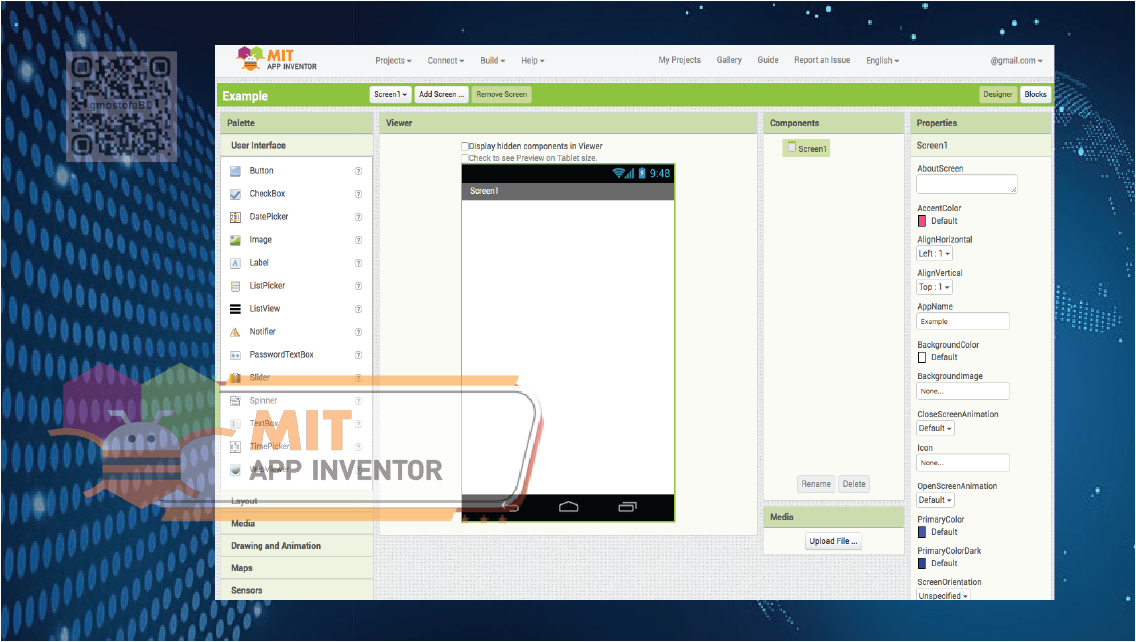 gmostofaBD
MIT
APP INVENTOR
Projects
Connect
Build
Help
My Projects
Gallery
Guide
Report an Issue
English
@gmail.com
Example
Screen1
Add Screen ...
Remove Screen
Designer
Blocks
Palette
User Interface
Button
?
CheckBox
?
DatePicker
?
Image
?
Label
?
ListPicker
?
ListView
?
Notifier
?
PasswordTextBox
?
Slider
?
Spinner
?
TextBox
?
TimePicker
WebViewer
Layout
Media
Drawing and Animation
Maps
Sensors
MIT
APP INVENTOR
Viewer
Display hidden components in Viewer
Check to see Preview on Tablet size.
9:48
Screen1
Components
Screen1
Rename
Delete
Media
Upload File ...
Properties
Screen1
AboutScreen
AccentColor
Default
AlignHorizontal
Left : 1
AlignVertical
Top : 1
AppName
Example
BackgroundColor
Default
BackgroundImage
None...
CloseScreenAnimation
Default
Icon
None...
OpenScreenAnimation
Default
PrimaryColor
Default
PrimaryColorDark
Default
ScreenOrientation
Unspecified